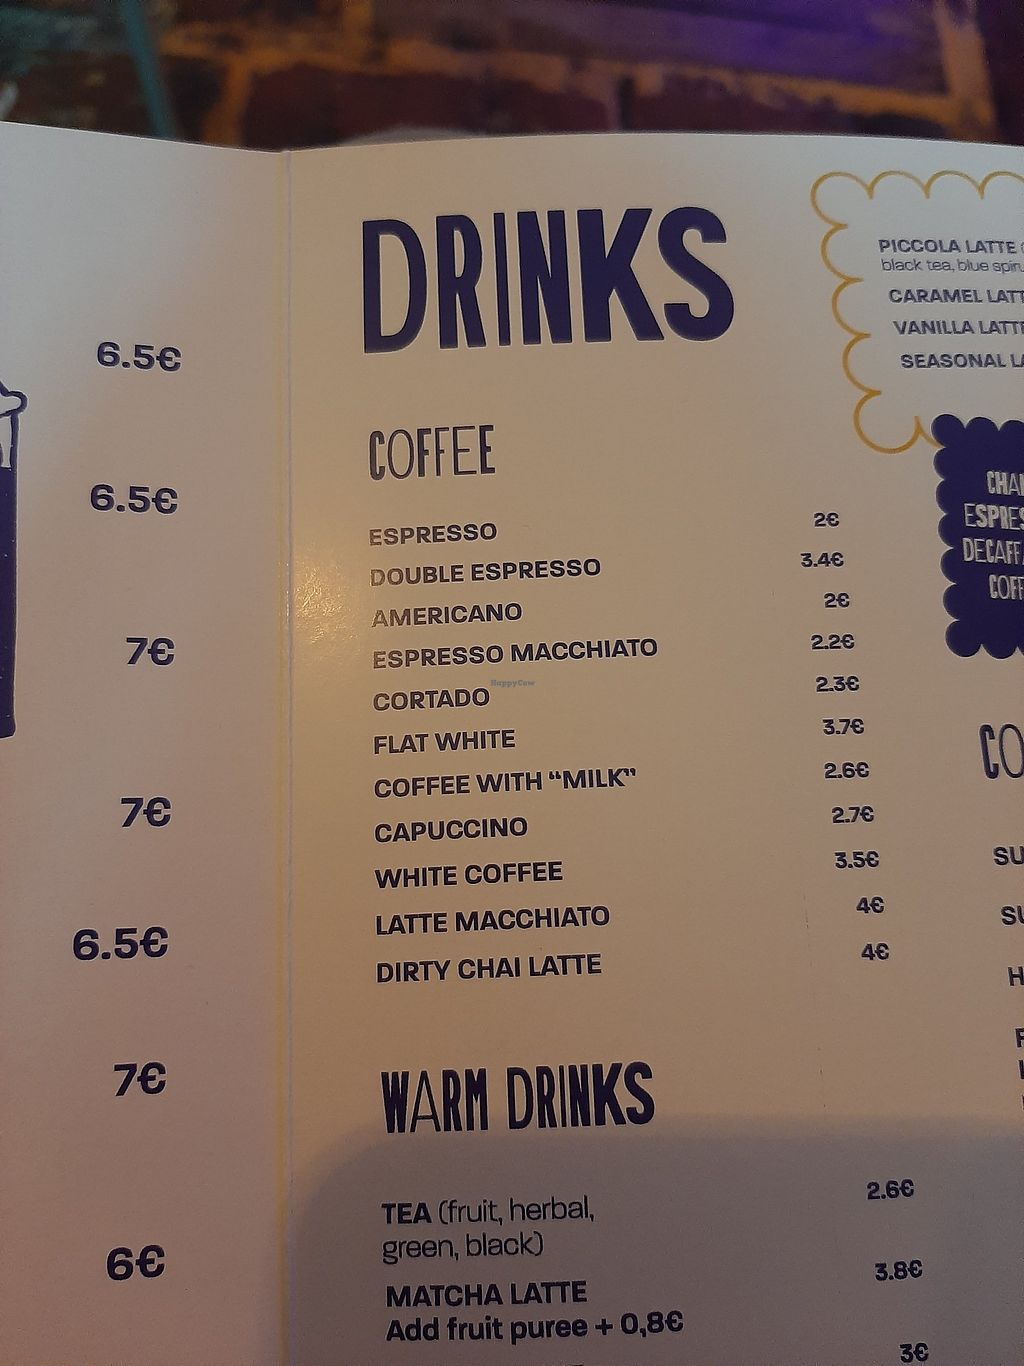 6.5€
6.5€
7€
7€
6.5€
7€
6€
DRINKS
COFFEE
ESPRESSO 2€
DOUBLE ESPRESSO 3.4€
AMERICANO 2€
ESPRESSO MACCHIATO 2.2€
CORTADO 2.3€
FLAT WHITE 3.7€
COFFEE WITH “MILK” 2.6€
CAPUCCINO 2.7€
WHITE COFFEE 3.5€
LATTE MACCHIATO 4€
DIRTY CHAI LATTE 4€
HappyCow
WARM DRINKS
TEA (fruit, herbal, 2.6€
green, black)
MATCHA LATTE 3.8€
Add fruit puree + 0,8€
3€
PICCOLA LATTE
black tea, blue
CARAMEL
VANILLA
SEASONAL